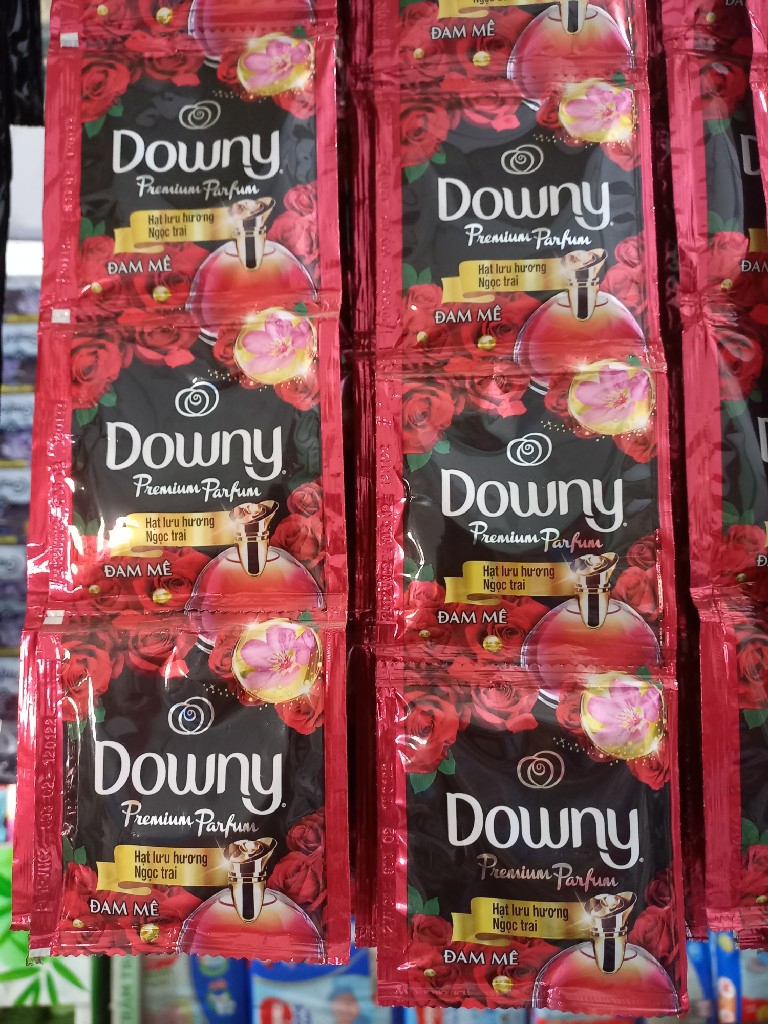 Downy
Premium Parfum
Hạt lưu hương
Ngọc trai
ĐAM MÊ
Downy
Premium Parfum
Hạt lưu hương
Ngọc trai
ĐAM MÊ
Downy
Premium Parfum
Hạt lưu hương
Ngọc trai
ĐAM MÊ
120122
ĐAM MÊ
Downy
Premium Parfum
Hạt lưu hương
Ngọc trai
ĐAM MÊ
Downy
Premium Parfum
Hạt lưu hương
Ngọc trai
ĐAM MÊ
Downy
Premium Parfum
Hạt lưu hương
Ngọc trai
ĐAM MÊ